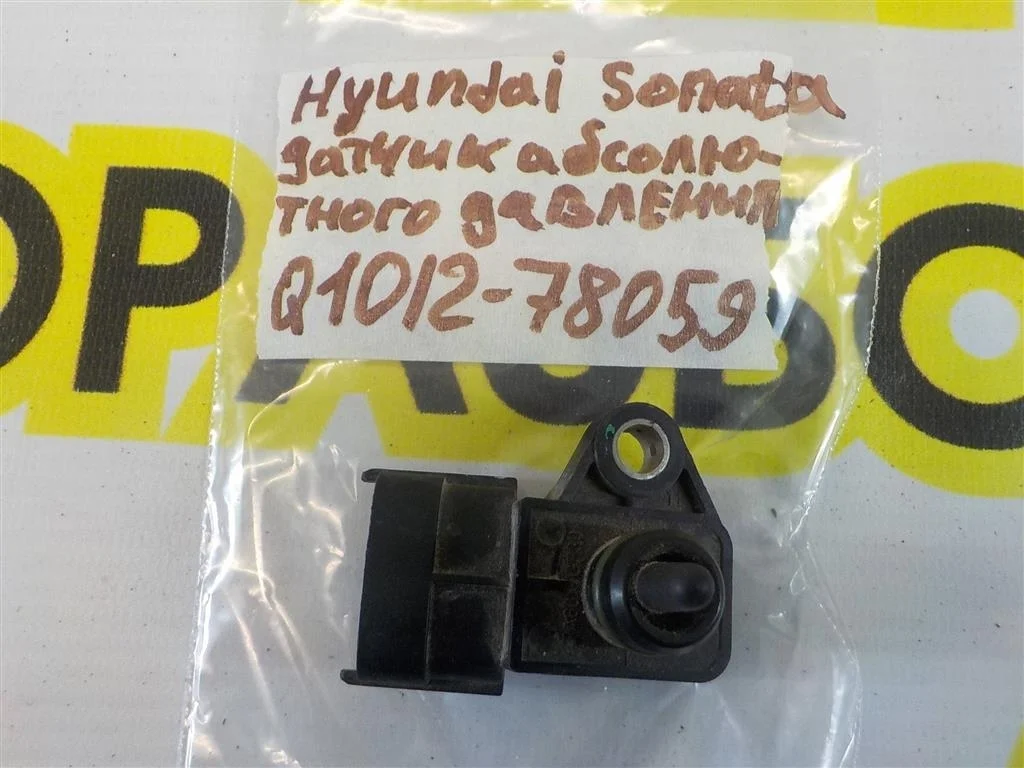 Hyundai Sonata
датчик абсолю-
тного давления
Q1012-78059